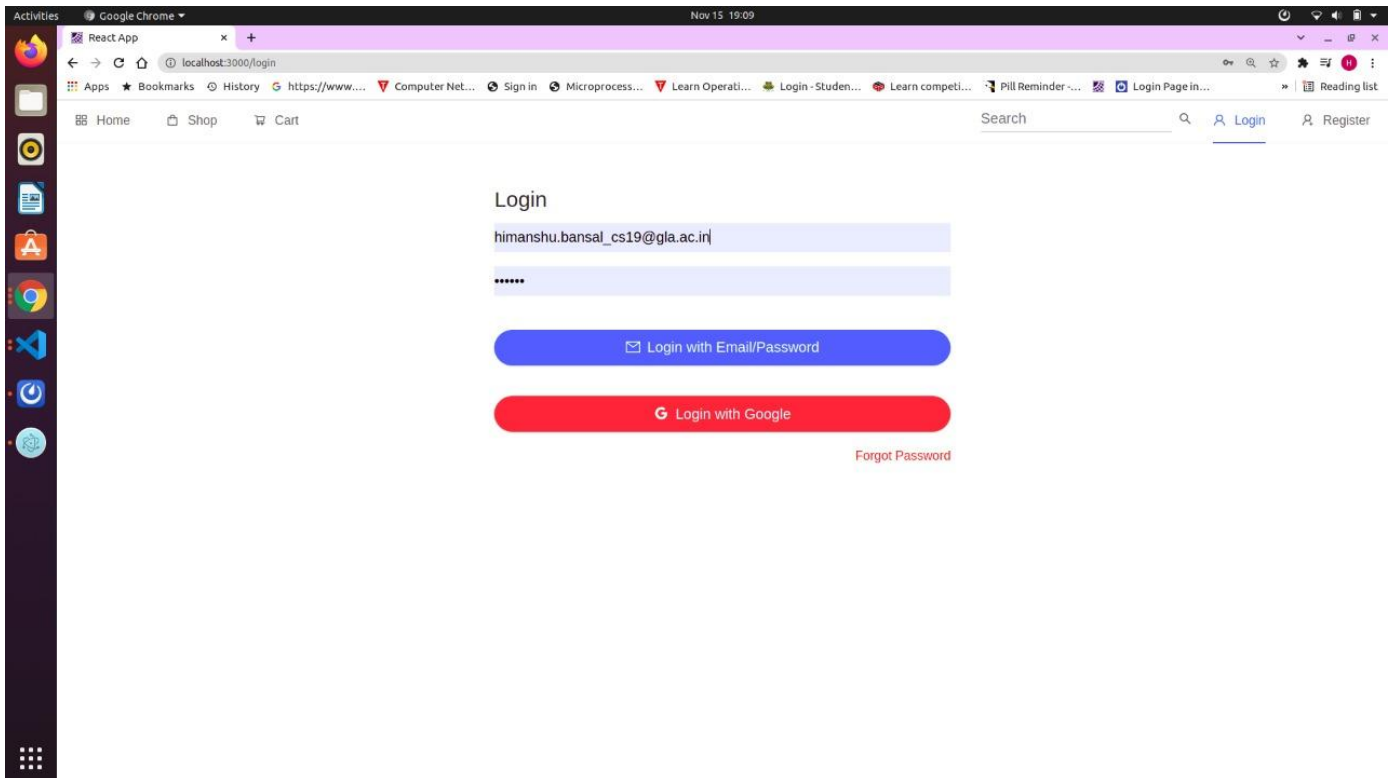 Activities Google Chrome Nov 15 19:09
React App
localhost:3000/login
Apps Bookmarks History https://www.... Computer Net... Sign in Microprocess... Learn Operati... Login - Studen... Learn competi... Pill Reminder -... Login Page in... » Reading list
Home Shop Cart Search Login Register
Login
himanshu.bansal_cs19@gla.ac.in
••••••
Login with Email/Password
G Login with Google
Forgot Password